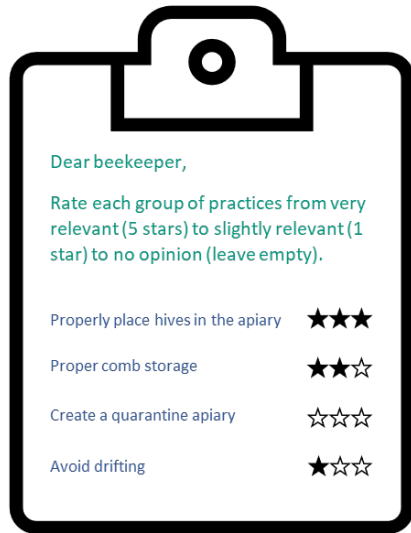 Dear beekeeper,
Rate each group of practices from very
relevant (5 stars) to slightly relevant (1
star) to no opinion (leave empty).
Properly place hives in the apiary ★★★
Proper comb storage ★★☆
Create a quarantine apiary ☆☆☆
Avoid drifting ★☆☆